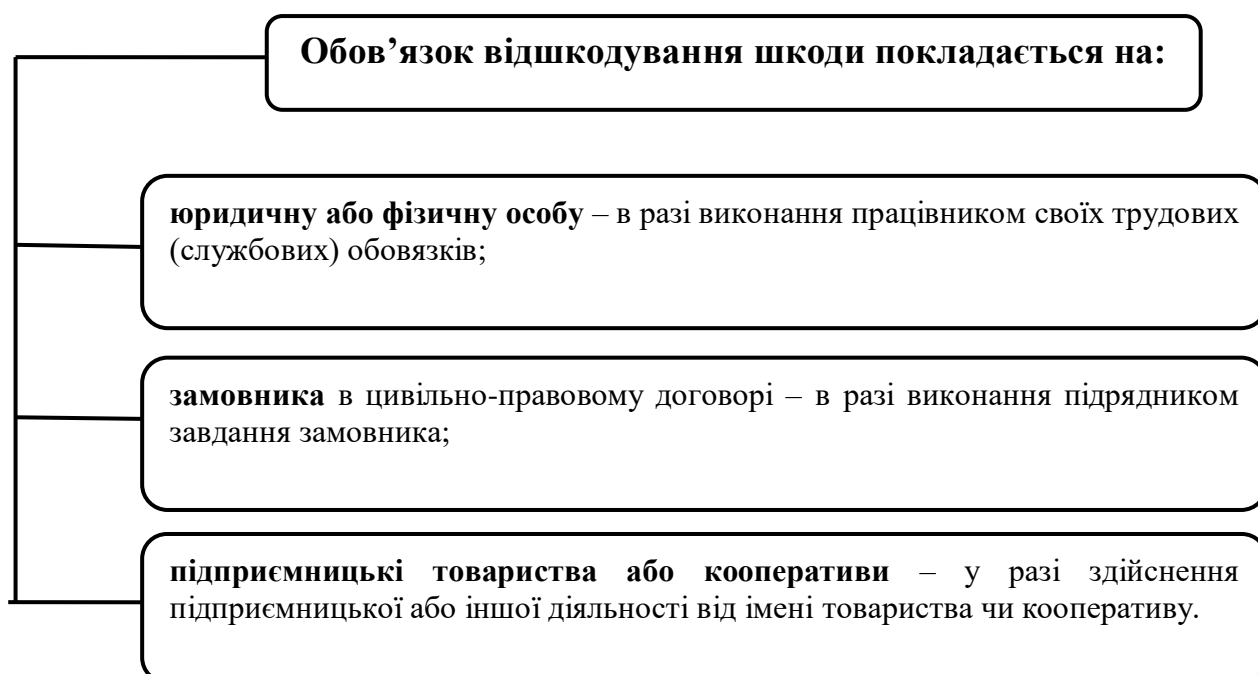 Обов’язок відшкодування шкоди покладається на:
юридичну або фізичну особу – в разі виконання працівником своїх трудових
(службових) обовязків;
замовника в цивільно-правовому договорі – в разі виконання підрядником
завдання замовника;
підприємницькі товариства або кооперативи – у разі здійснення
підприємницької або іншої діяльності від імені товариства чи кооперативу.